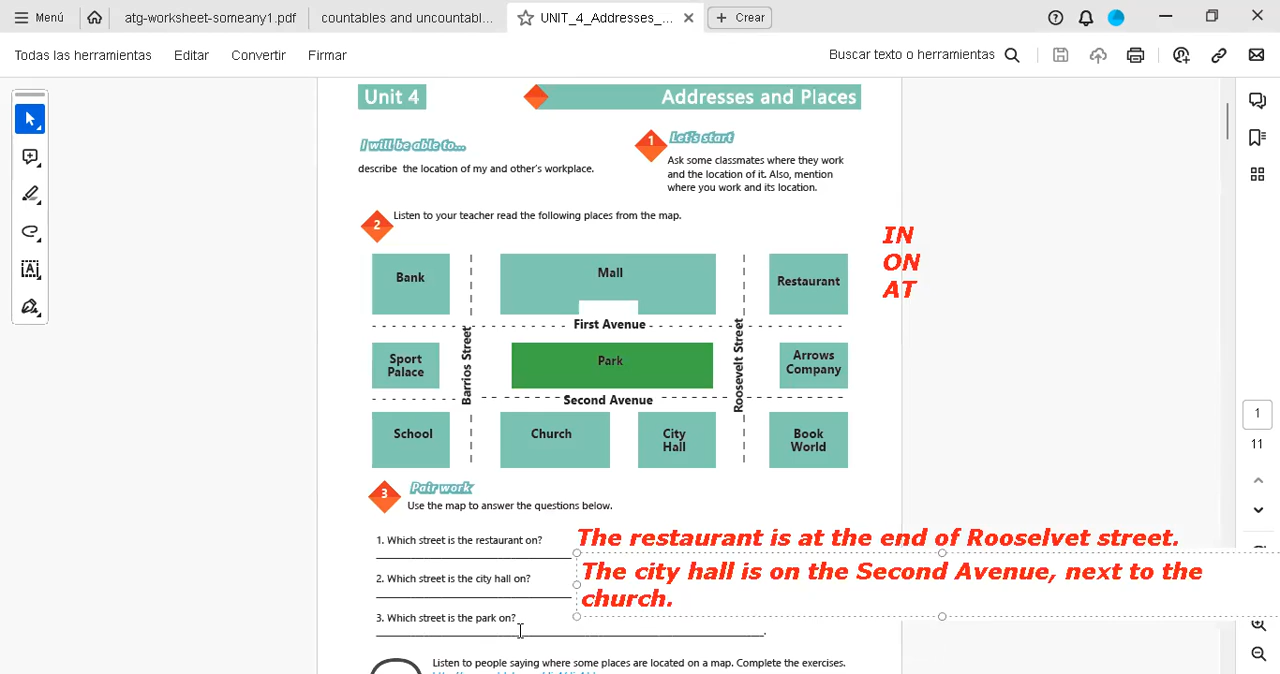 Menú
atg-worksheet-someany1.pdf
countables and uncountabl...
UNIT_4_Addresses_...
Crear
Todas las herramientas
Editar
Convertir
Firmar
Buscar texto o herramientas
Unit 4
Addresses and Places
I will be able to...
describe the location of my and other's workplace.
1
Let's start
Ask some classmates where they work
and the location of it. Also, mention
where you work and its location.
2
Listen to your teacher read the following places from the map.
IN
ON
AT
Bank
Mall
Restaurant
First Avenue
Sport
Palace
Barrios Street
Park
Roosevelt Street
Arrows
Company
Second Avenue
School
Church
City
Hall
Book
World
3
Pair work
Use the map to answer the questions below.
1. Which street is the restaurant on?
The restaurant is at the end of Rooselvet street.
2. Which street is the city hall on?
The city hall is on the Second Avenue, next to the
church.
3. Which street is the park on?
Listen to people saying where some places are located on a map. Complete the exercises.
1
11